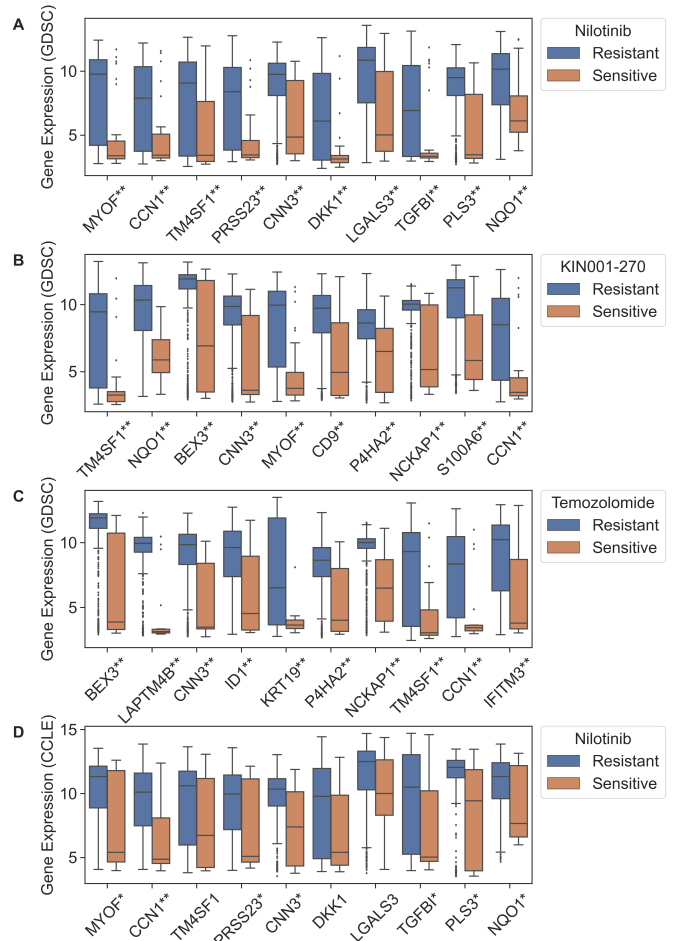 A
Gene Expression (GDSC)
10
5
MYOF** CCN1** TM4SF1** PRSS23** CNN3** DKK1** LGALS3** TGFBI* PLS3** NQO1**
Nilotinib
Resistant
Sensitive
B
Gene Expression (GDSC)
10
5
TM4SF1** NQO1** BEX3** CNN3** MYOF** CD9** P4HA2** NCKAP1** S100A6** CCN1**
KIN001-270
Resistant
Sensitive
C
Gene Expression (GDSC)
10
5
BEX3** LAPTM4B** CNN3** ID1** KRT19** P4HA2** NCKAP1** TM4SF1** CCN1** IFITM3**
Temozolomide
Resistant
Sensitive
D
Gene Expression (CCLE)
15
10
5
MYOF* CCN1** TM4SF1 PRSS23* CNN3* DKK1 LGALS3 TGFBI* PLS3* NQO1*
Nilotinib
Resistant
Sensitive